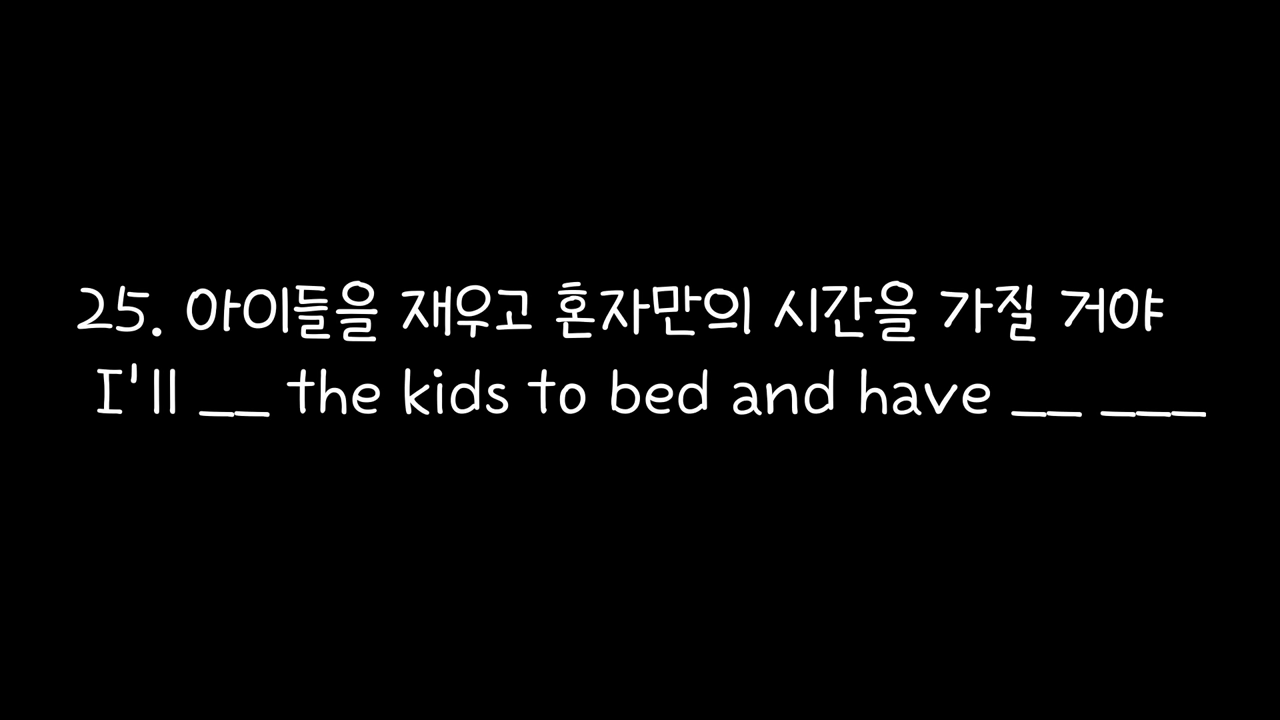 25. 아이들을 재우고 혼자만의 시간을 가질 거야
I'll __ the kids to bed and have __ ___